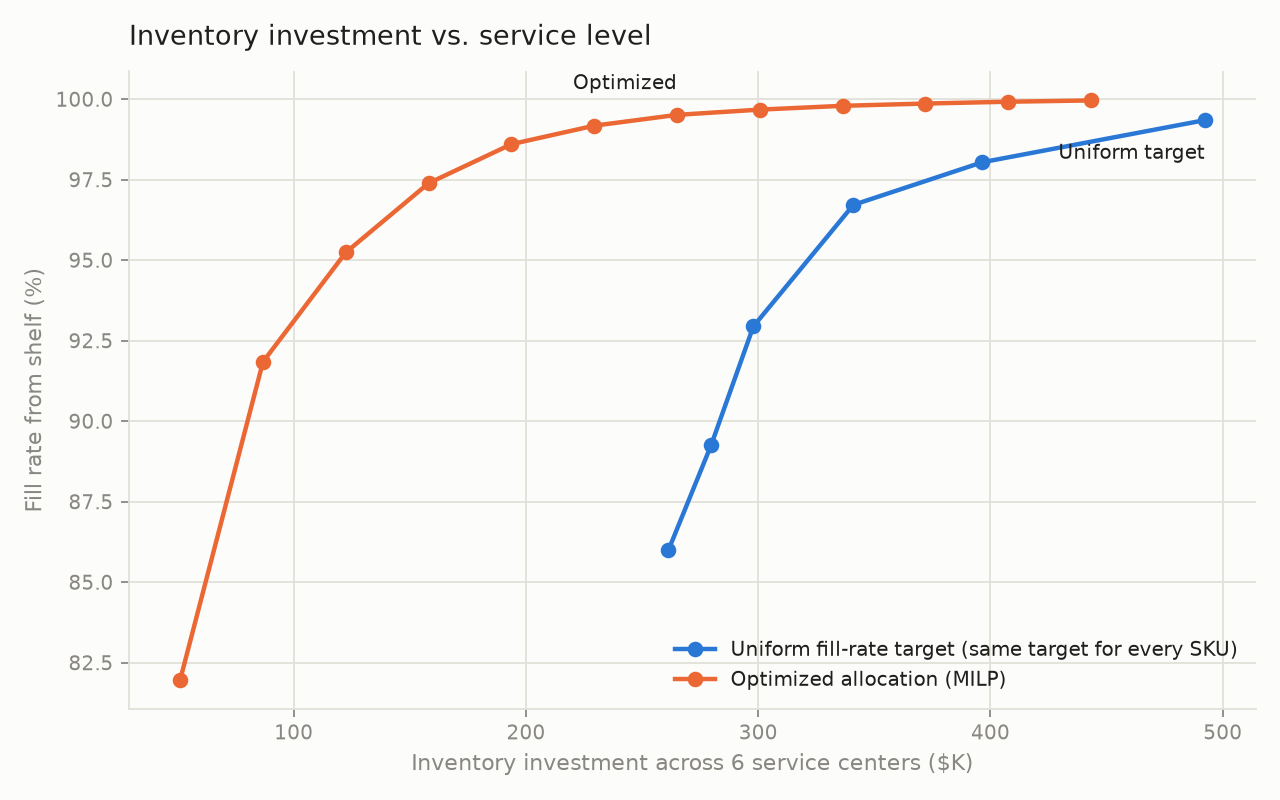 Inventory investment vs. service level
Optimized
Uniform target
100.0
97.5
95.0
92.5
90.0
87.5
85.0
82.5
Fill rate from shelf (%)
Uniform fill-rate target (same target for every SKU)
Optimized allocation (MILP)
100 200 300 400 500
Inventory investment across 6 service centers ($K)